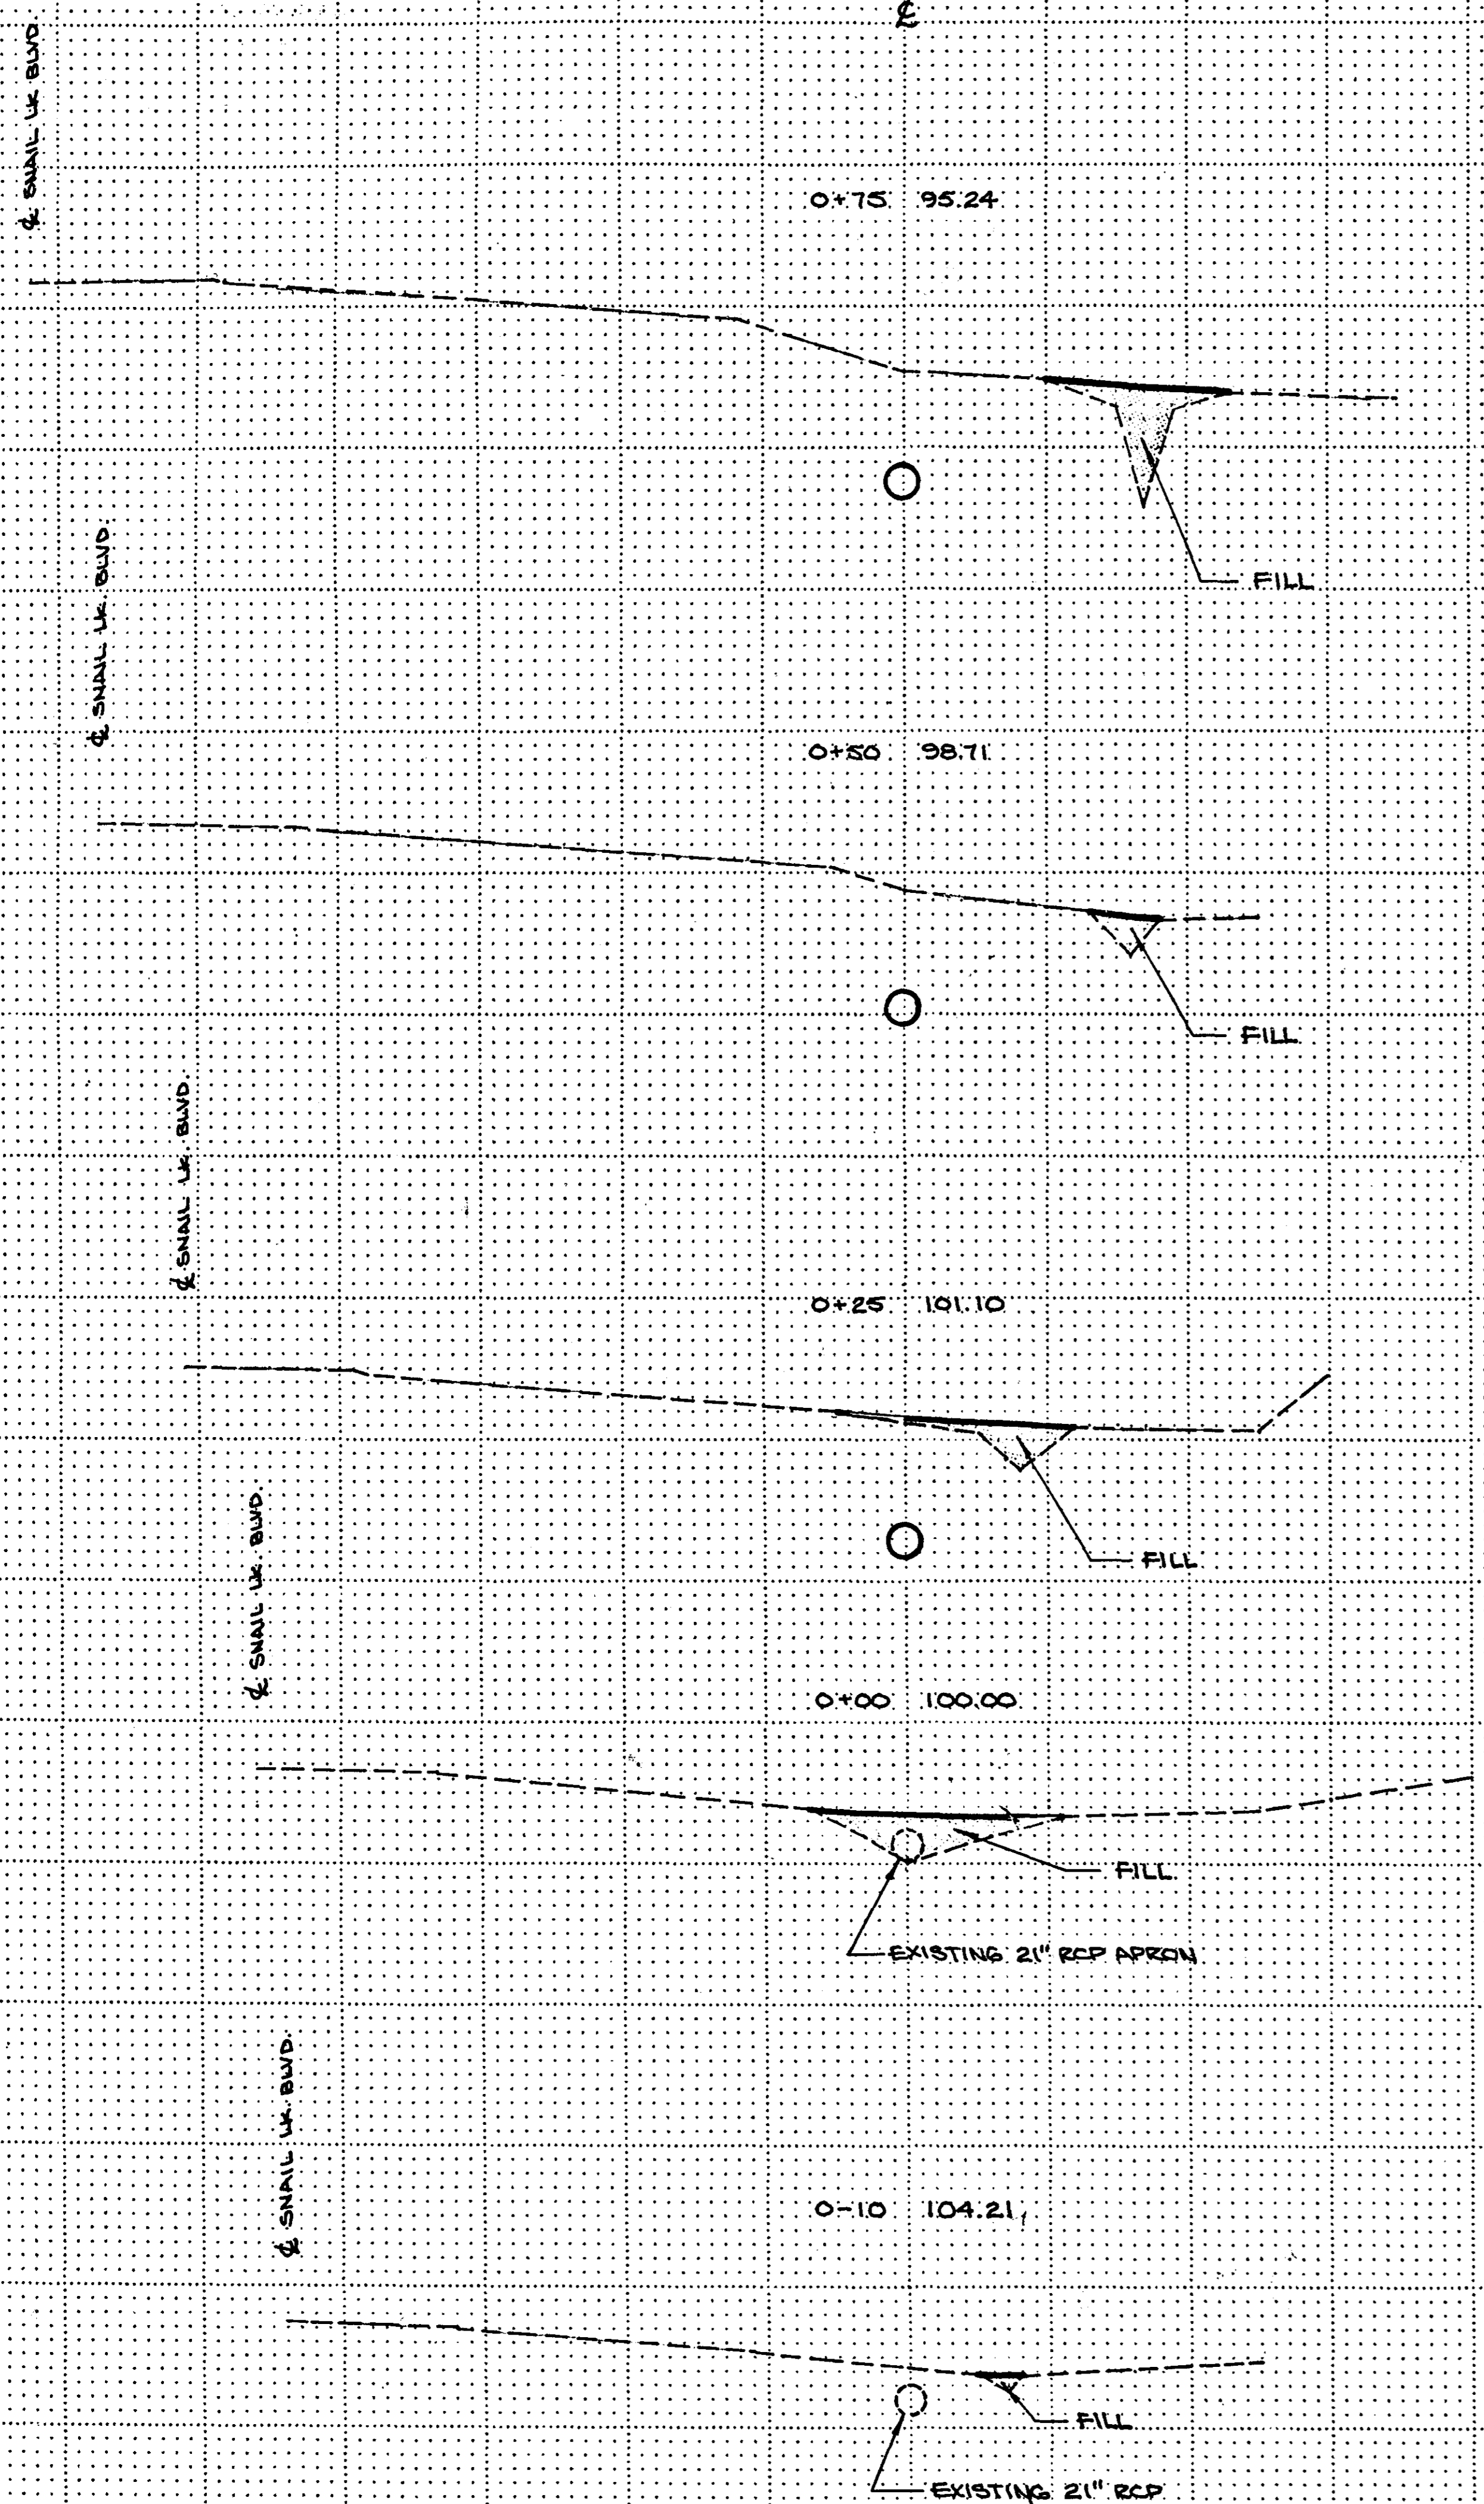 ℄
℄ SNAIL LK BLVD.
0+75 95.24
FILL
℄ SNAIL LK. BLVD.
0+50 98.71
FILL
℄ SNAIL LK. BLVD.
0+25 101.10
FILL
℄ SNAIL LK. BLVD.
0+00 100.00
FILL
EXISTING 21" RCP APRON
℄ SNAIL LK. BLVD.
0-10 104.21
FILL
EXISTING 21" RCP